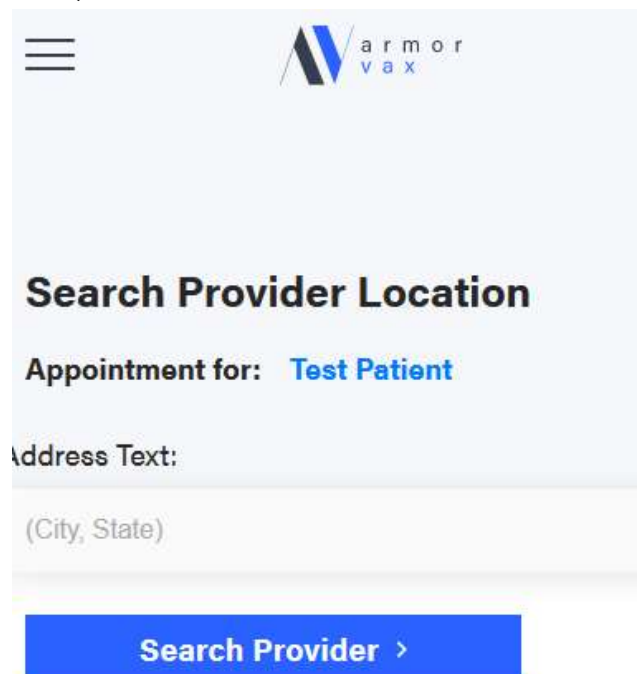 armor
vax
Search Provider Location
Appointment for: Test Patient
Address Text:
(City, State)
Search Provider >